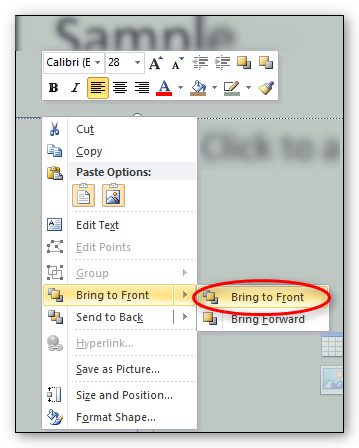 Sample
Calibri (E 28 A A
B I A
Click to a
Cut
Copy
Paste Options:
Edit Text
Edit Points
Group
Bring to Front
Bring to Front
Send to Back
Bring Forward
Hyperlink...
Save as Picture...
Size and Position...
Format Shape...